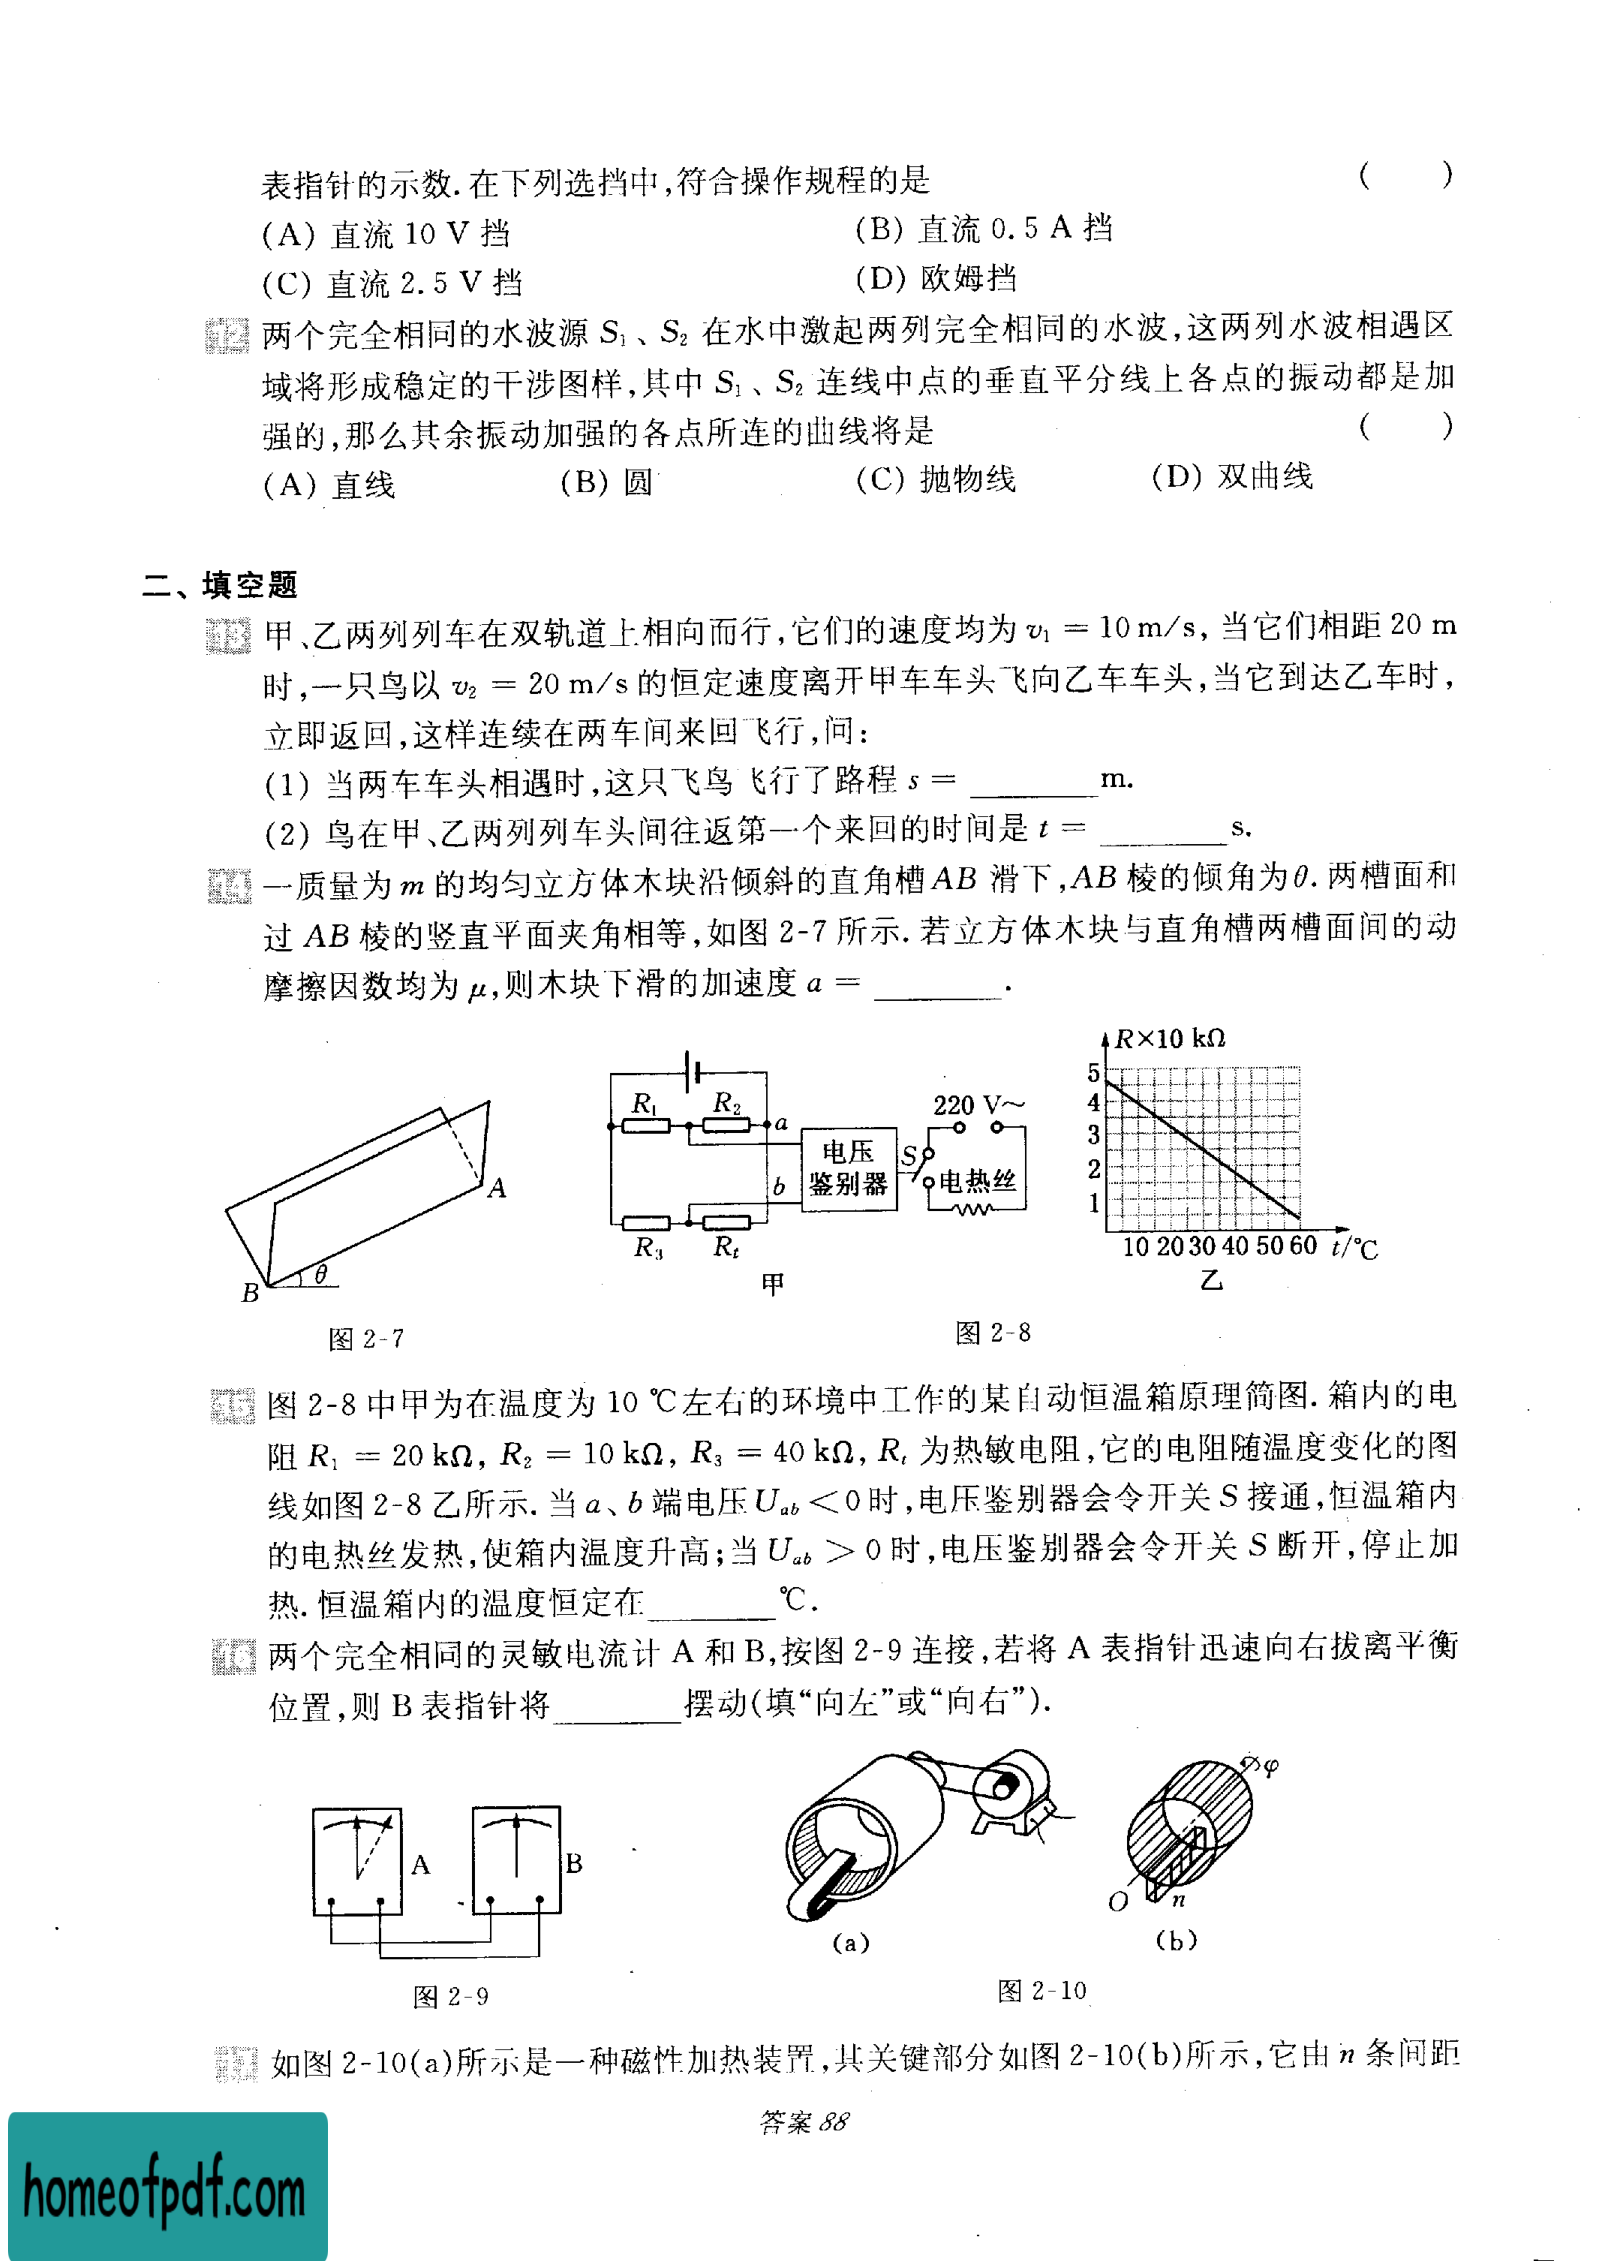 表指针的示数.在下列选挡中,符合操作规程的是 (  )
(A) 直流 10 V 挡 (B) 直流 0.5 A 挡
(C) 直流 2.5 V 挡 (D) 欧姆挡
12 两个完全相同的水波源 S₁、S₂ 在水中激起两列完全相同的水波,这两列水波相遇区
域将形成稳定的干涉图样,其中 S₁、S₂ 连线中点的垂直平分线上各点的振动都是加
强的,那么其余振动加强的各点所连的曲线将是 (  )
(A) 直线 (B) 圆 (C) 抛物线 (D) 双曲线
二、填空题
13 甲、乙两列列车在双轨道上相向而行,它们的速度均为 v₁ = 10 m/s, 当它们相距 20 m
时,一只鸟以 v₂ = 20 m/s 的恒定速度离开甲车车头飞向乙车车头,当它到达乙车时,
立即返回,这样连续在两车间来回飞行,问:
(1) 当两车车头相遇时,这只飞鸟飞行了路程 s = ________ m.
(2) 鸟在甲、乙两列列车头间往返第一个来回的时间是 t = ________ s.
14 一质量为 m 的均匀立方体木块沿倾斜的直角槽 AB 滑下,AB 棱的倾角为θ.两槽面和
过 AB 棱的竖直平面夹角相等,如图 2-7 所示.若立方体木块与直角槽两槽面间的动
摩擦因数均为 μ,则木块下滑的加速度 a = ________.
A
B
θ
图 2-7
R₁ R₂ a
b
R₃ Rₜ
电压
鉴别器
S
220 V~
电热丝
甲
R×10 kΩ
5
4
3
2
1
10 20 30 40 50 60 t/℃
乙
图 2-8
15 图 2-8 中甲为在温度为 10 ℃左右的环境中工作的某自动恒温箱原理简图.箱内的电
阻 R₁ = 20 kΩ, R₂ = 10 kΩ, R₃ = 40 kΩ, Rₜ 为热敏电阻,它的电阻随温度变化的图
线如图 2-8 乙所示.当 a、b 端电压 U_ab <0时,电压鉴别器会令开关 S 接通,恒温箱内
的电热丝发热,使箱内温度升高;当 U_ab > 0 时,电压鉴别器会令开关 S 断开,停止加
热.恒温箱内的温度恒定在________℃.
16 两个完全相同的灵敏电流计 A 和 B,按图 2-9 连接,若将 A 表指针迅速向右拨离平衡
位置,则 B 表指针将________摆动(填“向左”或“向右”).
A
B
图 2-9
(a)
φ
O
n
(b)
图 2-10
17 如图 2-10(a)所示是一种磁性加热装置,其关键部分如图 2-10(b)所示,它由 n 条间距
答案 88
homeofpdf.com